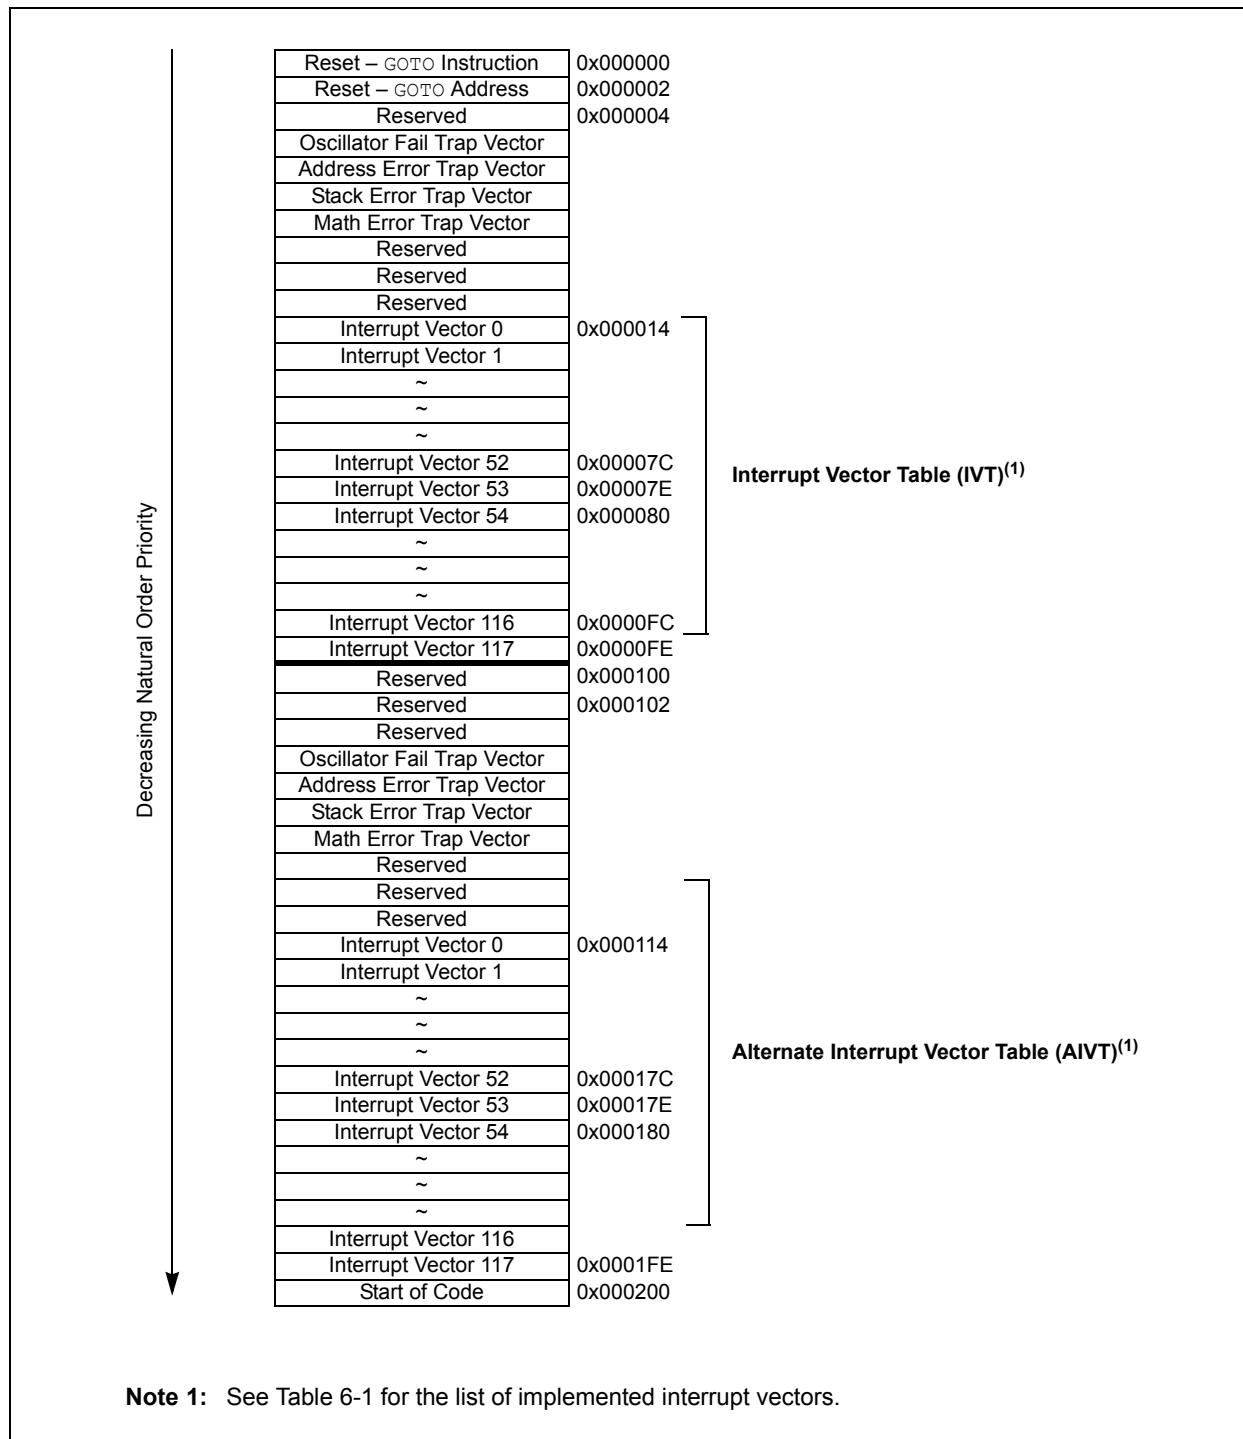 Reset – GOTO Instruction 0x000000
Reset – GOTO Address 0x000002
Reserved 0x000004
Oscillator Fail Trap Vector
Address Error Trap Vector
Stack Error Trap Vector
Math Error Trap Vector
Reserved
Reserved
Reserved
Interrupt Vector 0 0x000014
Interrupt Vector 1
~
~
~
Interrupt Vector 52 0x00007C
Interrupt Vector Table (IVT)(1)
Interrupt Vector 53 0x00007E
Interrupt Vector 54 0x000080
~
~
~
Interrupt Vector 116 0x0000FC
Interrupt Vector 117 0x0000FE
Decreasing Natural Order Priority
Reserved 0x000100
Reserved 0x000102
Reserved
Oscillator Fail Trap Vector
Address Error Trap Vector
Stack Error Trap Vector
Math Error Trap Vector
Reserved
Reserved
Reserved
Interrupt Vector 0 0x000114
Interrupt Vector 1
~
~
~
Alternate Interrupt Vector Table (AIVT)(1)
Interrupt Vector 52 0x00017C
Interrupt Vector 53 0x00017E
Interrupt Vector 54 0x000180
~
~
~
Interrupt Vector 116
Interrupt Vector 117 0x0001FE
Start of Code 0x000200
Note 1: See Table 6-1 for the list of implemented interrupt vectors.